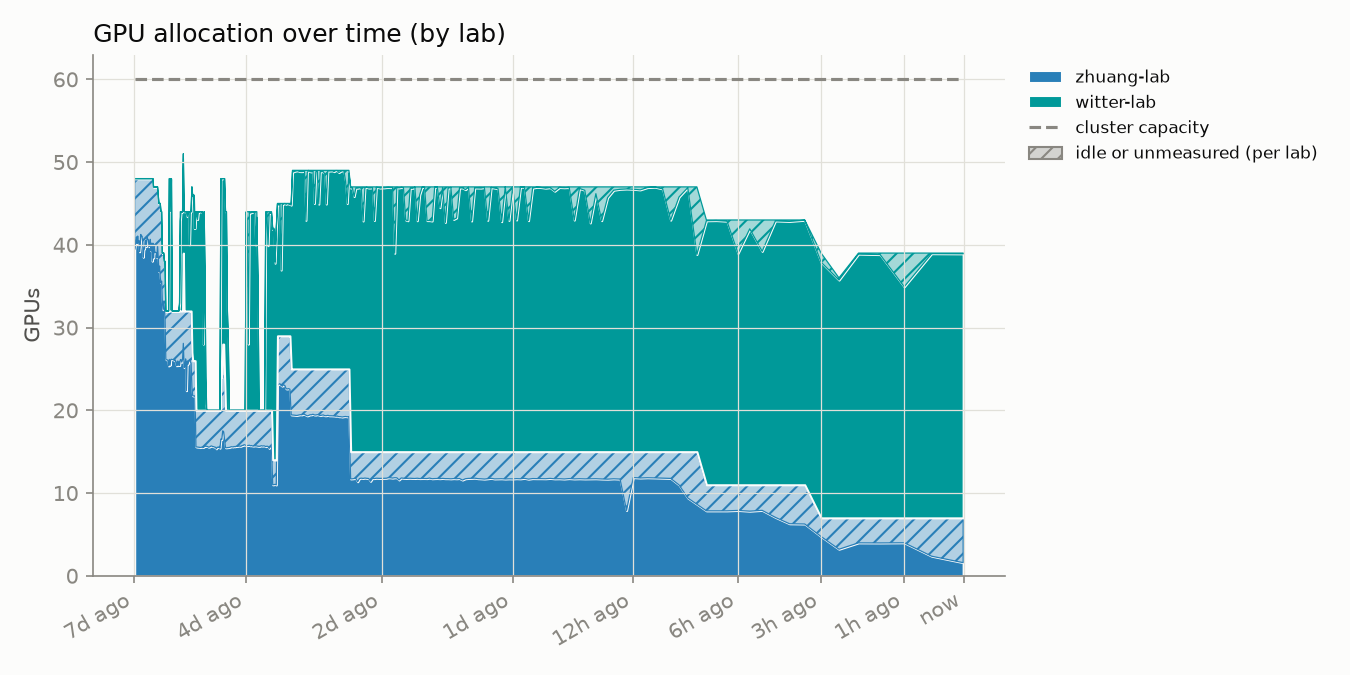 GPU allocation over time (by lab)
zhuang-lab
witter-lab
cluster capacity
idle or unmeasured (per lab)
GPUs
60
50
40
30
20
10
0
7d ago
4d ago
2d ago
1d ago
12h ago
6h ago
3h ago
1h ago
now